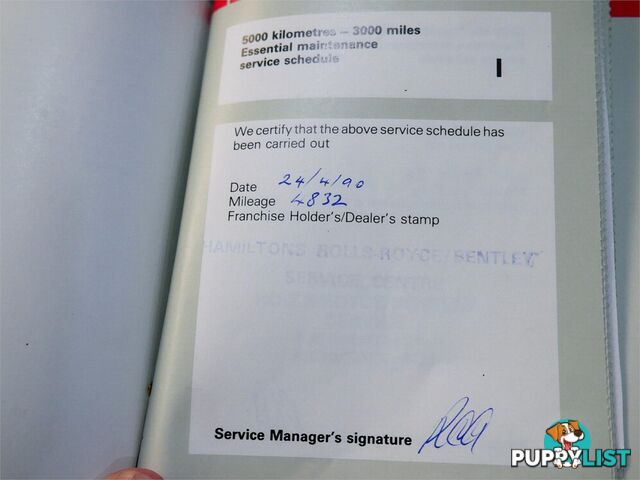 5000 kilometres – 3000 miles
Essential maintenance
service schedule
I
We certify that the above service schedule has
been carried out
Date 24/4/90
Mileage 4832
Franchise Holder's/Dealer's stamp
HAMILTONS ROLLS-ROYCE/BENTLEY
SERVICE CENTRE
Service Manager's signature
PUPPYLIST